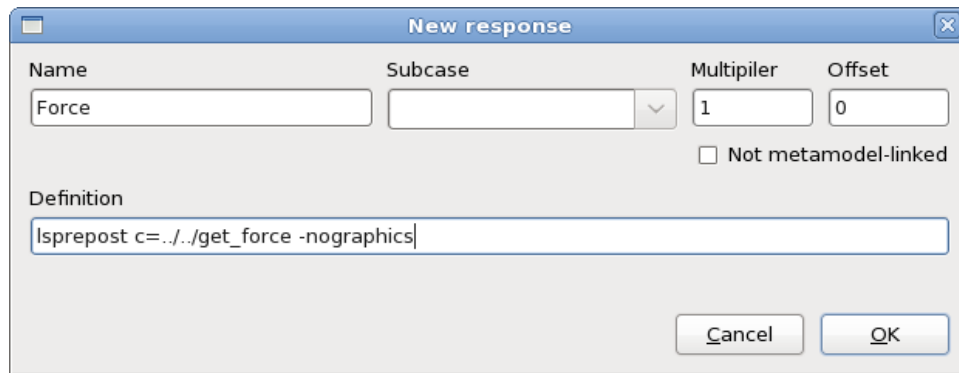 New response
Name Subcase Multipiler Offset
Force 1 0
Not metamodel-linked
Definition
lsprepost c=../../get_force -nographics
Cancel OK